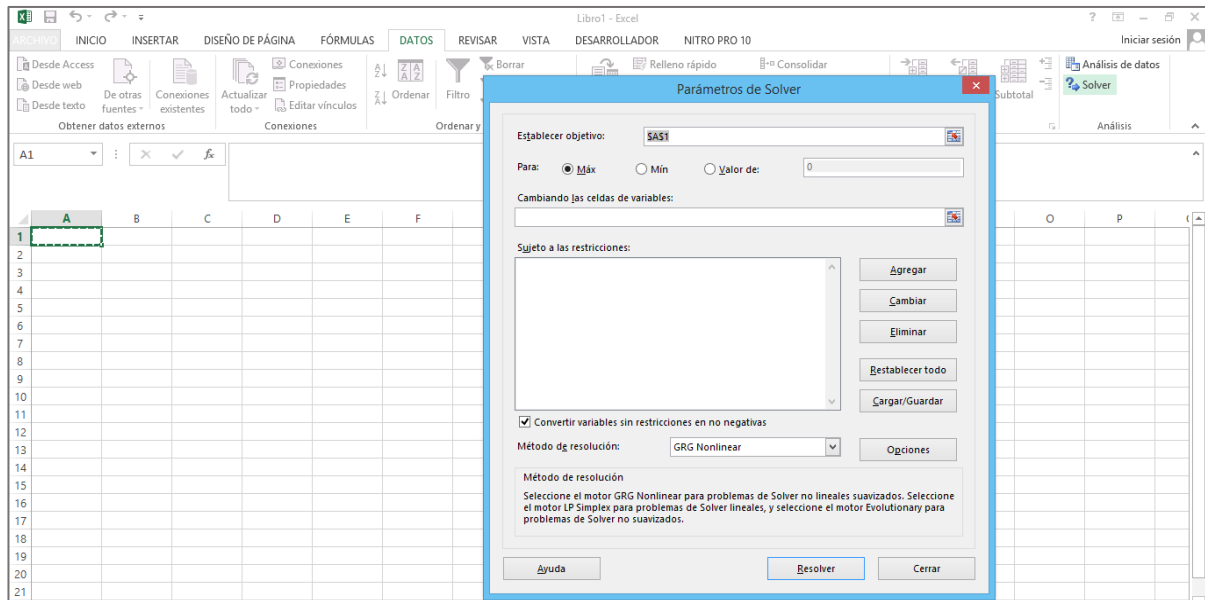 Libro1 - Excel
ARCHIVO INICIO INSERTAR DISEÑO DE PÁGINA FÓRMULAS DATOS REVISAR VISTA DESARROLLADOR NITRO PRO 10 Iniciar sesión
Desde Access
Desde web
Desde texto
De otras fuentes
Conexiones existentes
Obtener datos externos
Actualizar todo
Conexiones
Propiedades
Editar vínculos
Conexiones
Ordenar
Filtro
Borrar
Ordenar y
Relleno rápido
Consolidar
Subtotal
Análisis de datos
Solver
Análisis
A1
fx
A B C D E F O P
1
2
3
4
5
6
7
8
9
10
11
12
13
14
15
16
17
18
19
20
21
Parámetros de Solver
Establecer objetivo: $A$1
Para: Máx Mín Valor de: 0
Cambiando las celdas de variables:
Sujeto a las restricciones:
Agregar
Cambiar
Eliminar
Restablecer todo
Cargar/Guardar
Convertir variables sin restricciones en no negativas
Método de resolución: GRG Nonlinear
Opciones
Método de resolución
Seleccione el motor GRG Nonlinear para problemas de Solver no lineales suavizados. Seleccione
el motor LP Simplex para problemas de Solver lineales, y seleccione el motor Evolutionary para
problemas de Solver no suavizados.
Ayuda Resolver Cerrar